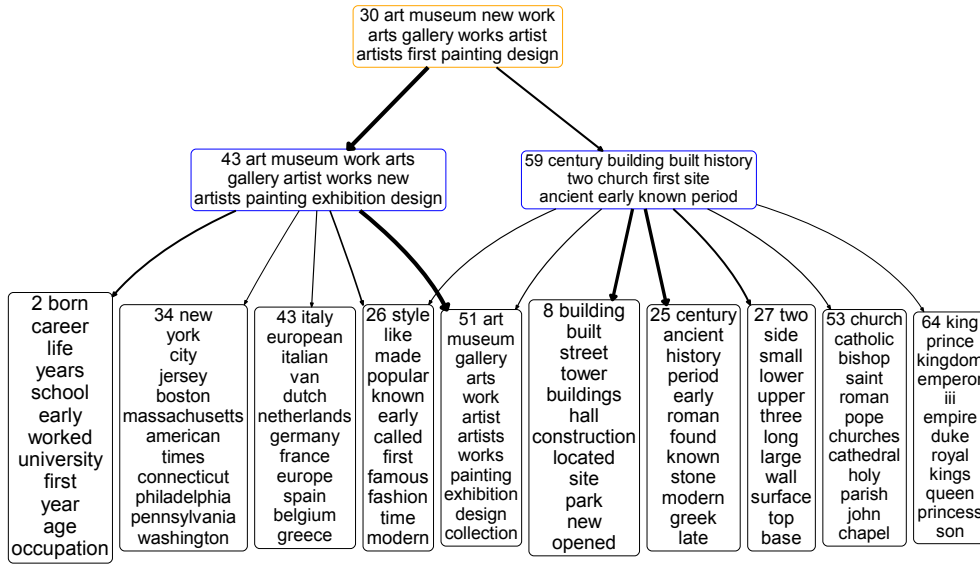 30 art museum new work
arts gallery works artist
artists first painting design
43 art museum work arts
gallery artist works new
artists painting exhibition design
59 century building built history
two church first site
ancient early known period
2 born
career
life
years
school
early
worked
university
first
year
age
occupation
34 new
york
city
jersey
boston
massachusetts
american
times
connecticut
philadelphia
pennsylvania
washington
43 italy
european
italian
van
dutch
netherlands
germany
france
europe
spain
belgium
greece
26 style
like
made
popular
known
early
called
first
famous
fashion
time
modern
51 art
museum
gallery
arts
work
artist
artists
works
painting
exhibition
design
collection
8 building
built
street
tower
buildings
hall
construction
located
site
park
new
opened
25 century
ancient
history
period
early
roman
found
known
stone
modern
greek
late
27 two
side
small
lower
upper
three
long
large
wall
surface
top
base
53 church
catholic
bishop
saint
roman
pope
churches
cathedral
holy
parish
john
chapel
64 king
prince
kingdom
emperor
iii
empire
duke
royal
kings
queen
princess
son